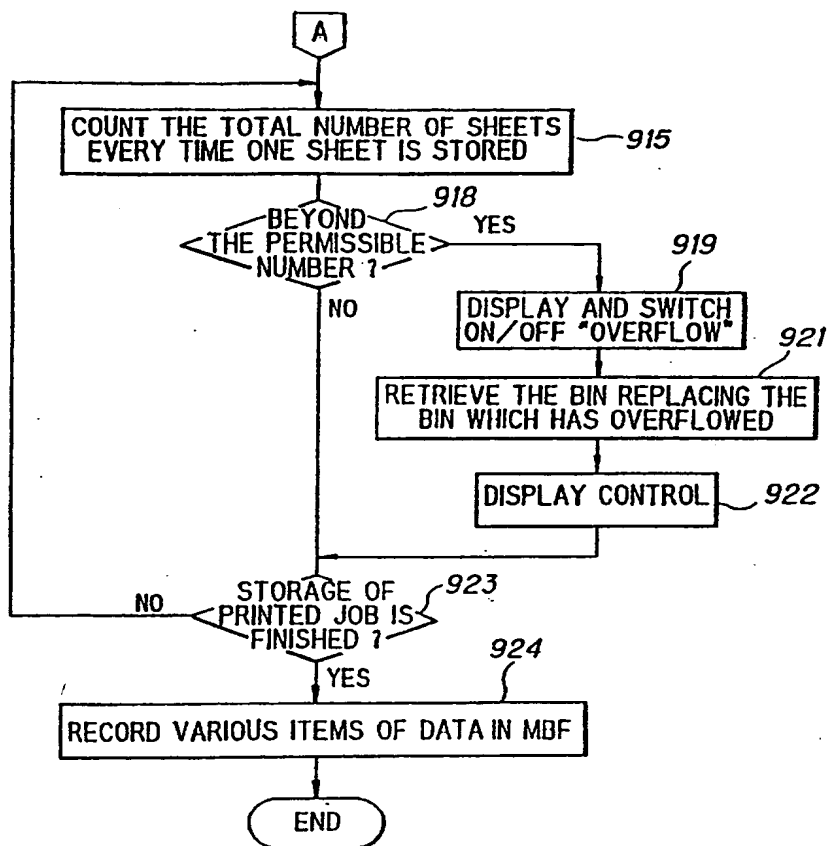 A
COUNT THE TOTAL NUMBER OF SHEETS
EVERY TIME ONE SHEET IS STORED
915
918
BEYOND
THE PERMISSIBLE
NUMBER ?
YES
NO
919
DISPLAY AND SWITCH
ON/OFF "OVERFLOW"
921
RETRIEVE THE BIN REPLACING THE
BIN WHICH HAS OVERFLOWED
DISPLAY CONTROL
922
STORAGE OF
PRINTED JOB IS
FINISHED ?
923
NO
YES
924
RECORD VARIOUS ITEMS OF DATA IN MBF
END